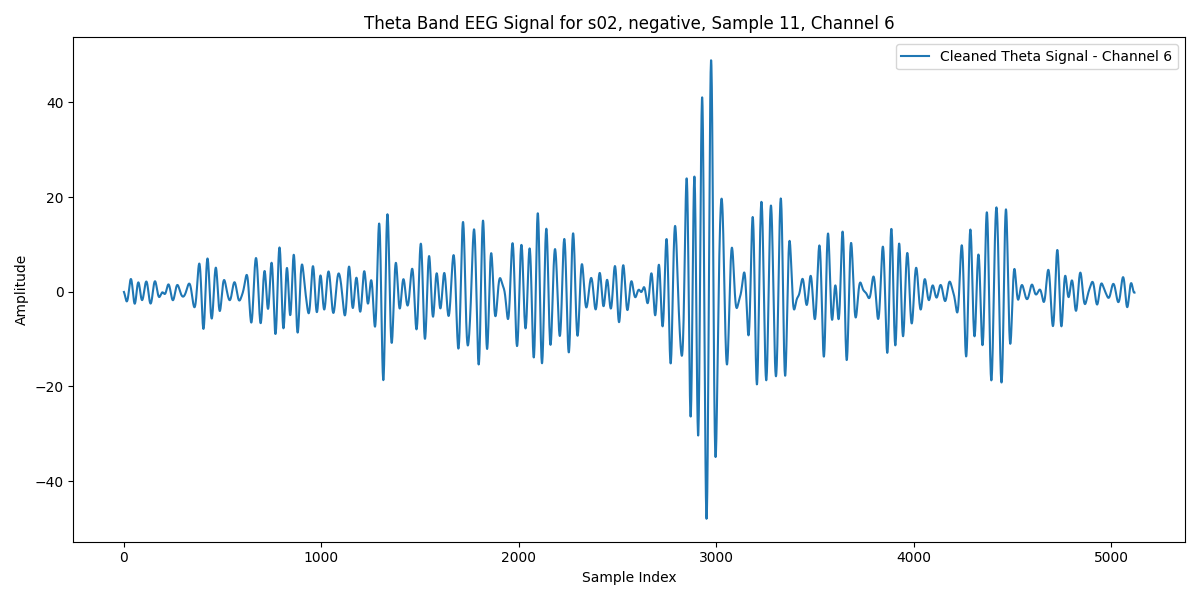 Theta Band EEG Signal for s02, negative, Sample 11, Channel 6
Cleaned Theta Signal - Channel 6
Amplitude
40
20
0
−20
−40
0 1000 2000 3000 4000 5000
Sample Index